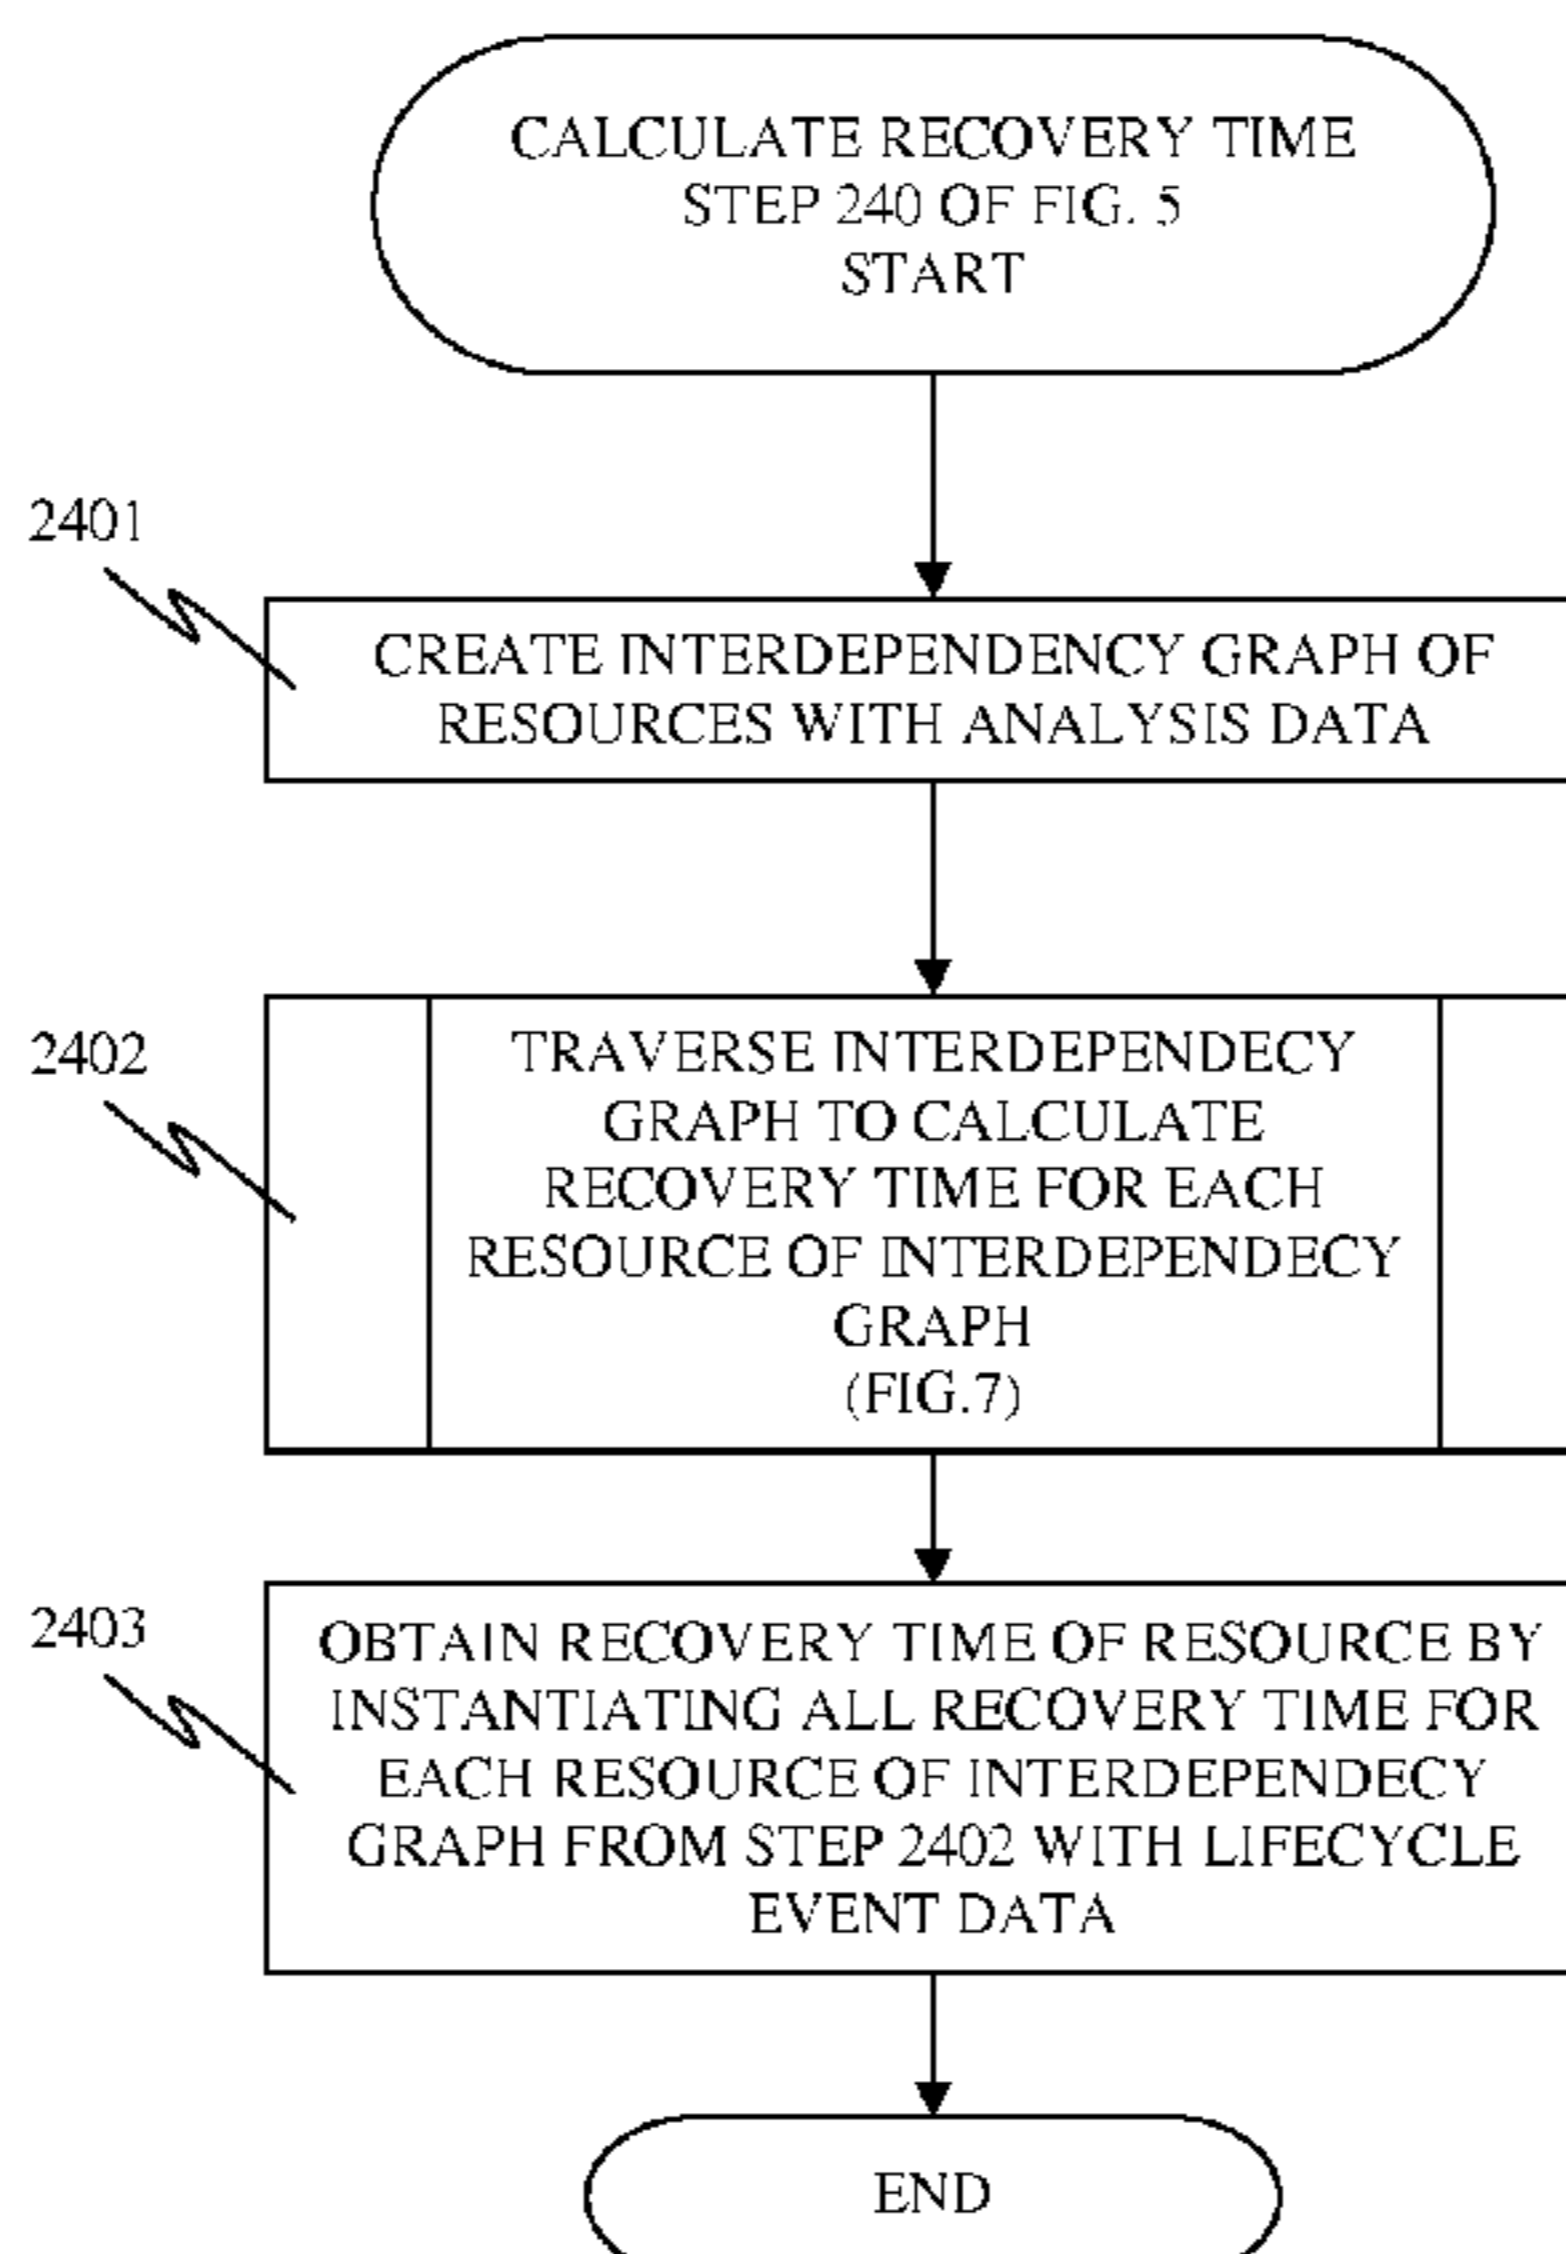 CALCULATE RECOVERY TIME
STEP 240 OF FIG. 5
START
2401
CREATE INTERDEPENDENCY GRAPH OF
RESOURCES WITH ANALYSIS DATA
2402
TRAVERSE INTERDEPENDECY
GRAPH TO CALCULATE
RECOVERY TIME FOR EACH
RESOURCE OF INTERDEPENDECY
GRAPH
(FIG.7)
2403
OBTAIN RECOVERY TIME OF RESOURCE BY
INSTANTIATING ALL RECOVERY TIME FOR
EACH RESOURCE OF INTERDEPENDECY
GRAPH FROM STEP 2402 WITH LIFECYCLE
EVENT DATA
END